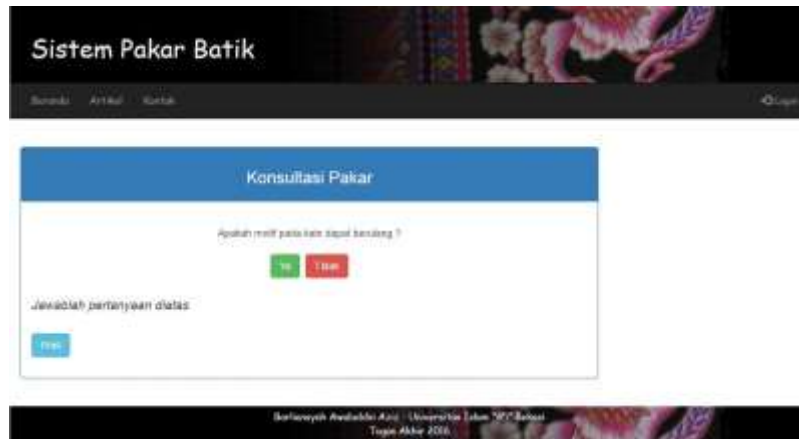 Sistem Pakar Batik
Beranda Artikel Kontak Login
Konsultasi Pakar
Apakah motif pada kain dapat berulang ?
Ya Tidak
Jawablah pertanyaan diatas
Universitas Islam "45" Bekasi
Tugas Akhir 2016